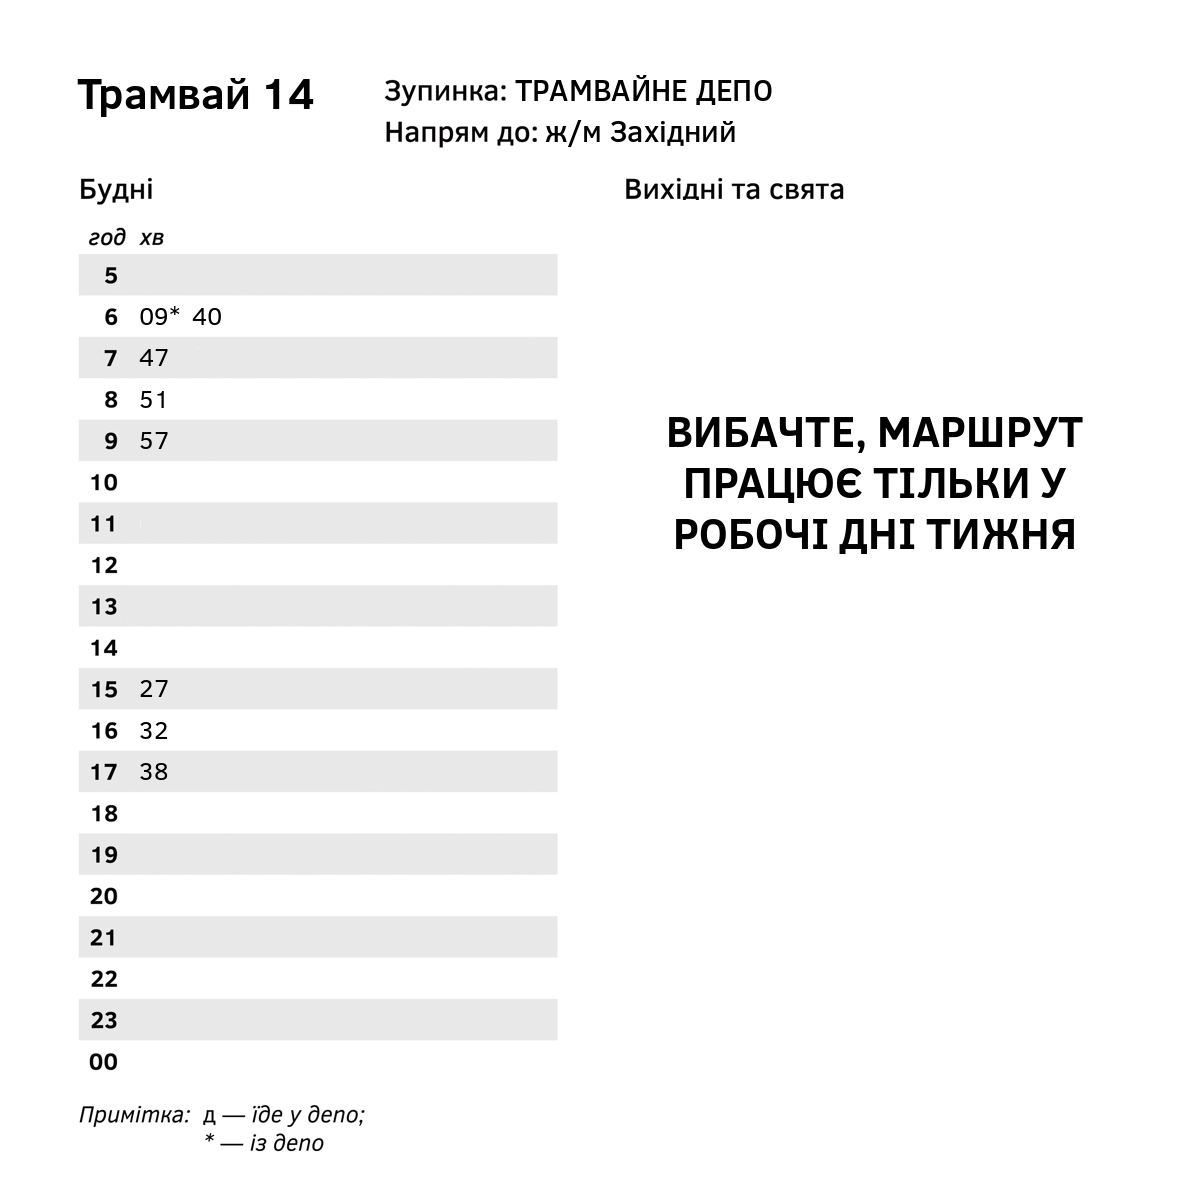 Трамвай 14
Зупинка: ТРАМВАЙНЕ ДЕПО
Напрям до: ж/м Західний
Будні
год хв
5
6 09* 40
7 47
8 51
9 57
10
11
12
13
14
15 27
16 32
17 38
18
19
20
21
22
23
00
Примітка: д — їде у депо;
* — із депо
Вихідні та свята
ВИБАЧТЕ, МАРШРУТ
ПРАЦЮЄ ТІЛЬКИ У
РОБОЧІ ДНІ ТИЖНЯ